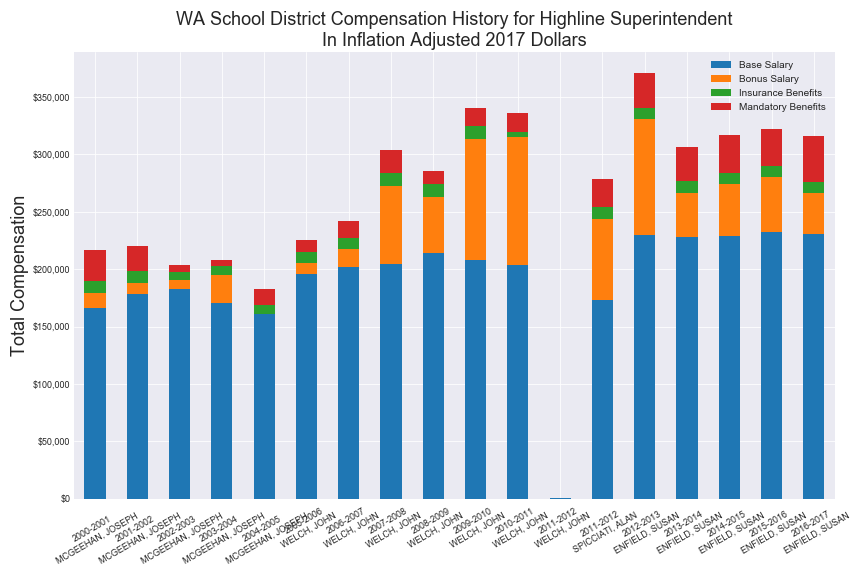 WA School District Compensation History for Highline Superintendent
In Inflation Adjusted 2017 Dollars
Base Salary
Bonus Salary
Insurance Benefits
Mandatory Benefits
Total Compensation
$350,000
$300,000
$250,000
$200,000
$150,000
$100,000
$50,000
$0
2000-2001
MCGEEHAN, JOSEPH
2001-2002
MCGEEHAN, JOSEPH
2002-2003
MCGEEHAN, JOSEPH
2003-2004
MCGEEHAN, JOSEPH
2004-2005
MCGEEHAN, JOSEPH
2005-2006
WELCH, JOHN
2006-2007
WELCH, JOHN
2007-2008
WELCH, JOHN
2008-2009
WELCH, JOHN
2009-2010
WELCH, JOHN
2010-2011
WELCH, JOHN
2011-2012
WELCH, JOHN
2011-2012
SPICCIATI, ALAN
2012-2013
ENFIELD, SUSAN
2013-2014
ENFIELD, SUSAN
2014-2015
ENFIELD, SUSAN
2015-2016
ENFIELD, SUSAN
2016-2017
ENFIELD, SUSAN